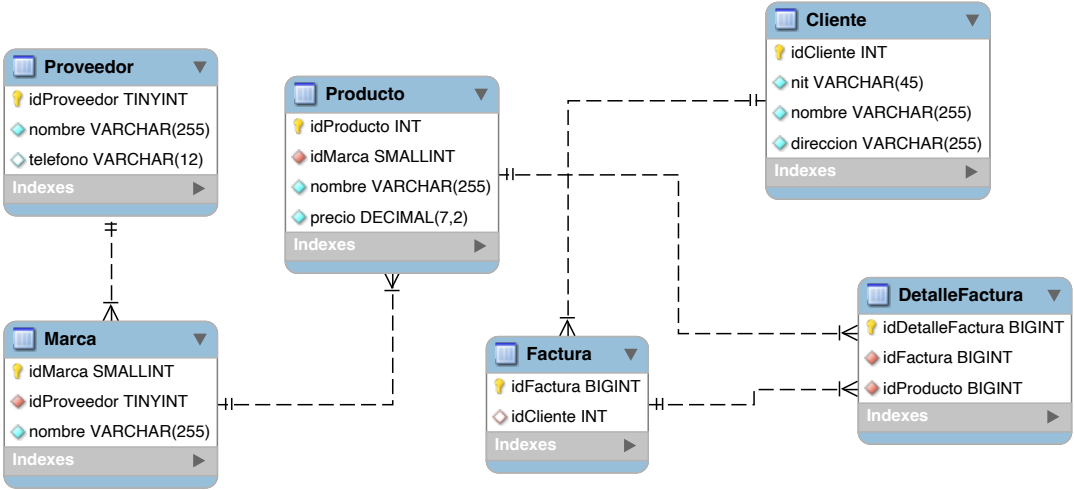 Proveedor
idProveedor TINYINT
nombre VARCHAR(255)
telefono VARCHAR(12)
Indexes
Marca
idMarca SMALLINT
idProveedor TINYINT
nombre VARCHAR(255)
Indexes
Producto
idProducto INT
idMarca SMALLINT
nombre VARCHAR(255)
precio DECIMAL(7,2)
Indexes
Cliente
idCliente INT
nit VARCHAR(45)
nombre VARCHAR(255)
direccion VARCHAR(255)
Indexes
Factura
idFactura BIGINT
idCliente INT
Indexes
DetalleFactura
idDetalleFactura BIGINT
idFactura BIGINT
idProducto BIGINT
Indexes